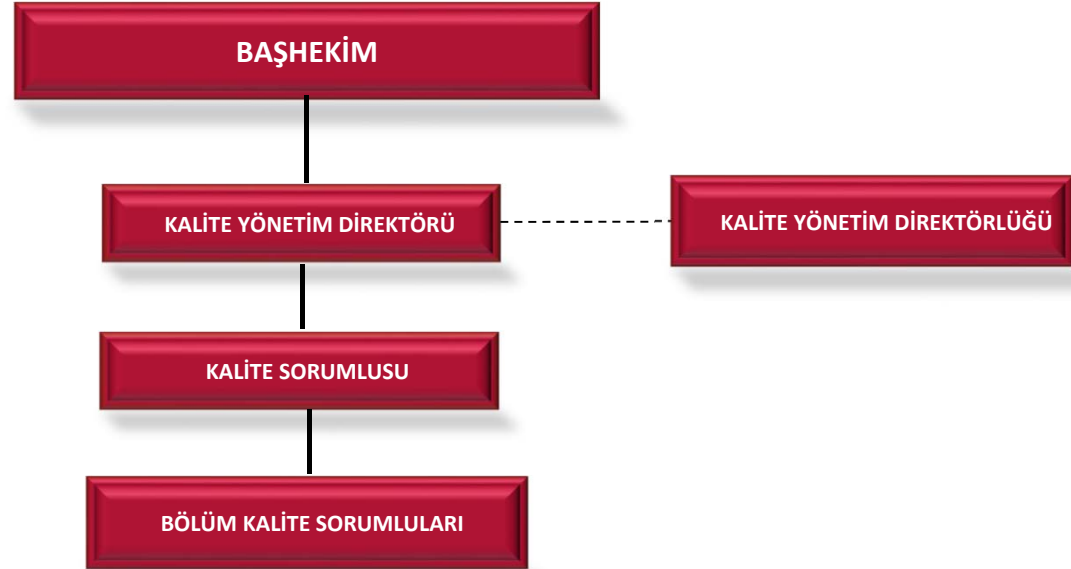 BAŞHEKİM
KALİTE YÖNETİM DİREKTÖRÜ
KALİTE YÖNETİM DİREKTÖRLÜĞÜ
KALİTE SORUMLUSU
BÖLÜM KALİTE SORUMLULARI